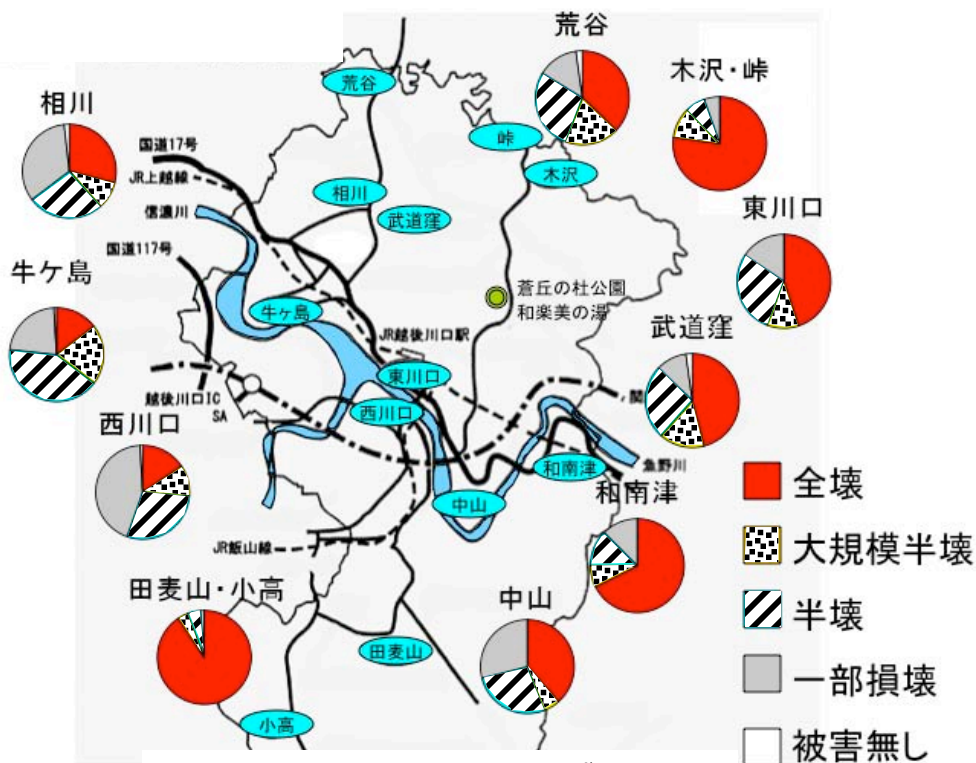 荒谷
木沢・峠
相川
荒谷
国道17号
峠
JR上越線
木沢
相川
信濃川
武道窪
東川口
国道117号
牛ケ島
蒼丘の杜公園
和楽美の湯
牛ヶ島
武道窪
JR越後川口駅
東川口
越後川口IC
SA
関
西川口
西川口
和南津
魚野川
和南津
全壊
中山
JR飯山線
大規模半壊
田麦山・小高
中山
半壊
田麦山
一部損壊
小高
被害無し